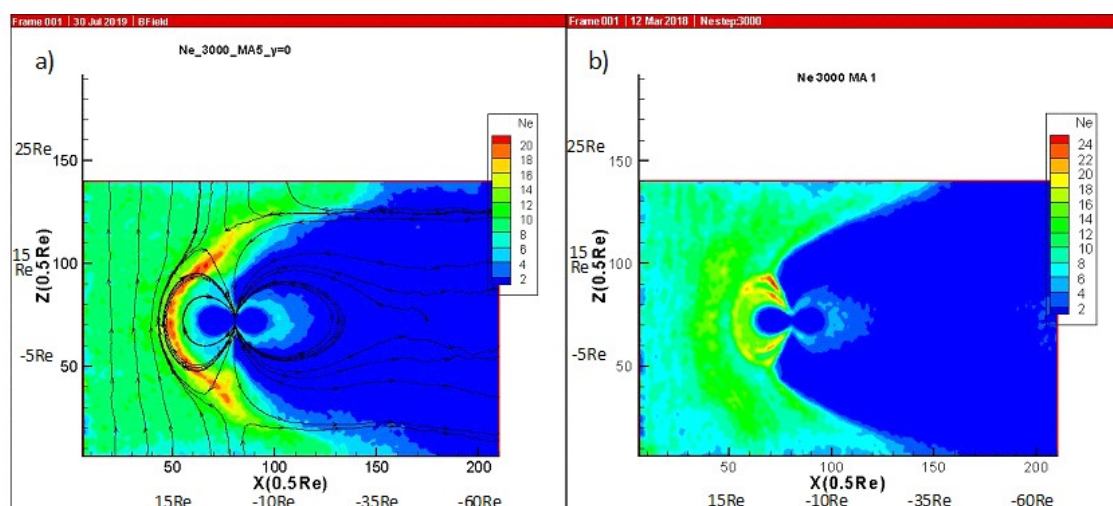 Frame 001 | 30 Jul 2019 | BField
a)
Ne_3000_MA5_y=0
Ne
20
18
16
14
12
10
8
6
4
2
25Re
15
Re
-5Re
150
100
50
Z(0.5Re)
50
100
150
200
X(0.5Re)
15Re
-10Re
-35Re
-60Re
Frame 001 | 12 Mar 2018 | Nestep:3000
b)
Ne 3000 MA 1
Ne
24
22
20
18
16
14
12
10
8
6
4
2
25Re
15
Re
-5Re
150
100
50
Z(0.5Re)
50
100
150
200
X(0.5Re)
15Re
-10Re
-35Re
-60Re